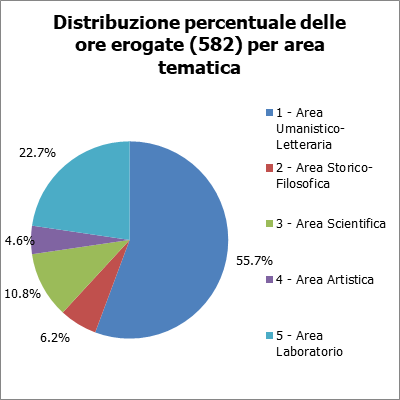 Distribuzione percentuale delle
ore erogate (582) per area
tematica
1 - Area
Umanistico-
Letteraria
2 - Area Storico-
Filosofica
3 - Area Scientifica
4 - Area Artistica
5 - Area
Laboratorio
22.7%
4.6%
10.8%
6.2%
55.7%